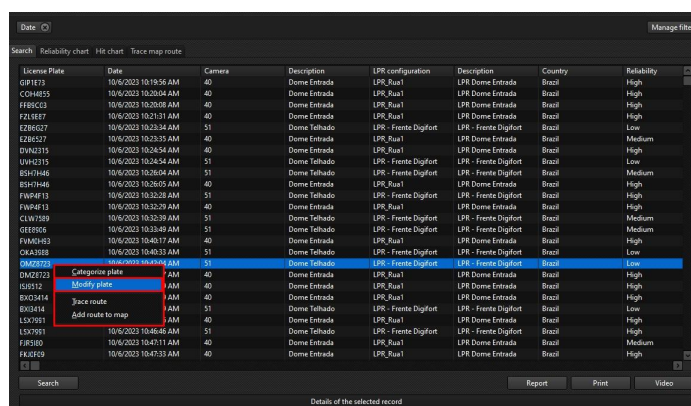 Date
Manage filte
Search Reliability chart Hit chart Trace map route
License Plate Date Camera Description LPR configuration Description Country Reliability
GIP1E73 10/6/2023 10:19:56 AM 40 Dome Entrada LPR_Rua1 LPR Dome Entrada Brazil High
COH4855 10/6/2023 10:20:04 AM 40 Dome Entrada LPR_Rua1 LPR Dome Entrada Brazil High
FFB9C03 10/6/2023 10:20:08 AM 40 Dome Entrada LPR_Rua1 LPR Dome Entrada Brazil High
FZL9E87 10/6/2023 10:21:31 AM 40 Dome Entrada LPR_Rua1 LPR Dome Entrada Brazil High
EZB6G27 10/6/2023 10:23:34 AM 51 Dome Telhado LPR - Frente Digifort LPR - Frente Digifort Brazil Low
EZB6527 10/6/2023 10:23:35 AM 40 Dome Entrada LPR_Rua1 LPR Dome Entrada Brazil Medium
DVN2315 10/6/2023 10:24:54 AM 40 Dome Entrada LPR_Rua1 LPR Dome Entrada Brazil High
UVH2315 10/6/2023 10:24:54 AM 51 Dome Telhado LPR - Frente Digifort LPR - Frente Digifort Brazil Low
BSH7H46 10/6/2023 10:26:04 AM 51 Dome Telhado LPR - Frente Digifort LPR - Frente Digifort Brazil Medium
BSH7H46 10/6/2023 10:26:05 AM 40 Dome Entrada LPR_Rua1 LPR Dome Entrada Brazil High
FWP4F13 10/6/2023 10:32:28 AM 51 Dome Telhado LPR - Frente Digifort LPR - Frente Digifort Brazil High
FWP4F13 10/6/2023 10:32:29 AM 40 Dome Entrada LPR_Rua1 LPR Dome Entrada Brazil High
CLW7589 10/6/2023 10:32:39 AM 51 Dome Telhado LPR - Frente Digifort LPR - Frente Digifort Brazil Medium
GEE8906 10/6/2023 10:33:49 AM 51 Dome Telhado LPR - Frente Digifort LPR - Frente Digifort Brazil Medium
FVM0H93 10/6/2023 10:40:17 AM 40 Dome Entrada LPR_Rua1 LPR Dome Entrada Brazil High
OKA3988 10/6/2023 10:40:33 AM 51 Dome Telhado LPR - Frente Digifort LPR - Frente Digifort Brazil Low
OMZ8723 51 Dome Telhado LPR - Frente Digifort LPR - Frente Digifort Brazil Low
DMZ8723 AM 40 Dome Entrada LPR_Rua1 LPR Dome Entrada Brazil High
ISJ9512 AM 40 Dome Entrada LPR_Rua1 LPR Dome Entrada Brazil High
BXO3414 AM 40 Dome Entrada LPR_Rua1 LPR Dome Entrada Brazil High
BXI3414 AM 51 Dome Telhado LPR - Frente Digifort LPR - Frente Digifort Brazil Low
LSX7991 AM 40 Dome Entrada LPR_Rua1 LPR Dome Entrada Brazil High
LSX7991 10/6/2023 10:46:46 AM 51 Dome Telhado LPR - Frente Digifort LPR - Frente Digifort Brazil High
FJR5I80 10/6/2023 10:47:11 AM 40 Dome Entrada LPR_Rua1 LPR Dome Entrada Brazil Medium
FKJ0F09 10/6/2023 10:47:33 AM 40 Dome Entrada LPR_Rua1 LPR Dome Entrada Brazil High
Categorize plate
Modify plate
Trace route
Add route to map
Search Report Print Video
Details of the selected record